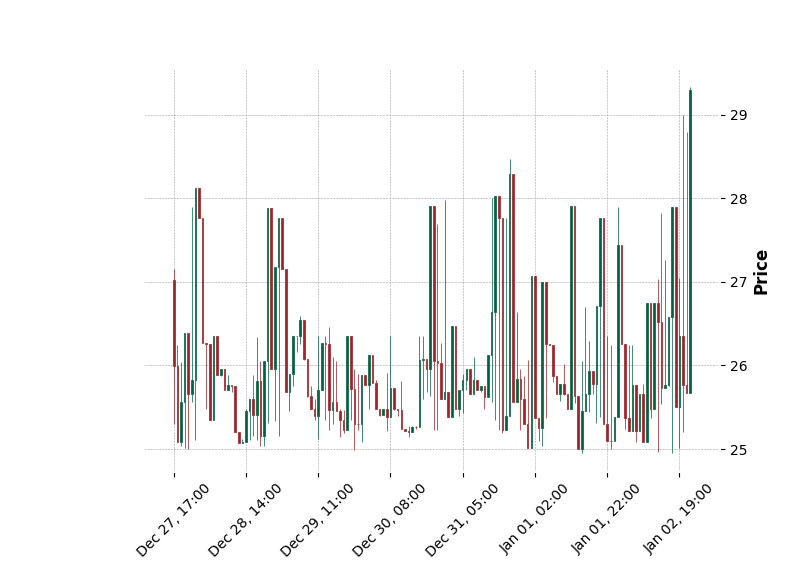 29
28
27
26
25
Price
Dec 27, 17:00
Dec 28, 14:00
Dec 29, 11:00
Dec 30, 08:00
Dec 31, 05:00
Jan 01, 02:00
Jan 01, 22:00
Jan 02, 19:00